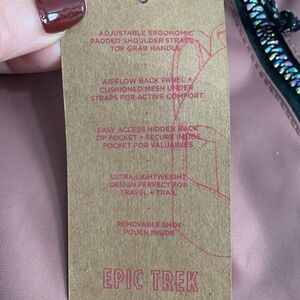 ADJUSTABLE ERGONOMIC
PADDED SHOULDER STRAPS +
TOP GRAB HANDLE
AIRFLOW BACK PANEL +
CUSHIONED MESH UNDER
STRAPS FOR ACTIVE COMFORT
EASY ACCESS HIDDEN BACK
ZIP POCKET + SECURE INSIDE
POCKET FOR VALUABLES
ULTRA-LIGHTWEIGHT
DESIGN PERFECT FOR
TRAVEL + TRAIL
REMOVABLE SHOE
POUCH INSIDE
EPIC TREK